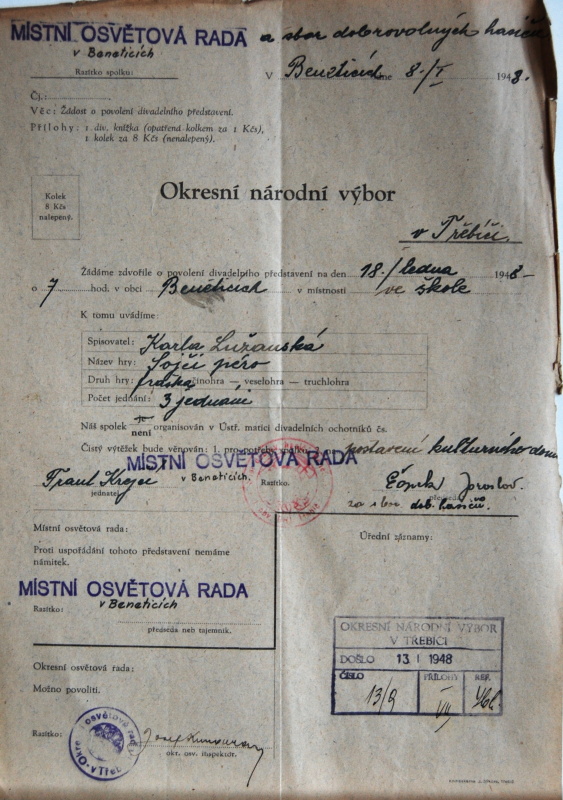 MÍSTNÍ OSVĚTOVÁ RADA a sbor dobrovolných hasičů
v Beneticích
Razítko spolku:
V Beneticích dne 8./I. 1948.
Čj.:
Věc: Žádost o povolení divadelního představení.
Přílohy: 1 div. knížka (opatřená kolkem za 1 Kčs),
1 kolek za 8 Kčs (nenalepený).
Kolek
8 Kčs
nalepený.
Okresní národní výbor
v Třebíči.
Žádáme zdvořile o povolení divadelního představení na den 18./ ledna 1948-
o 7 hod. v obci Beneticích v místnosti ve škole
K tomu uvádíme:
Spisovatel: Karla Lužanská
Název hry: Sojčí péro
Druh hry: fraška činohra — veselohra — truchlohra
Počet jednání: 3 jednání
Náš spolek je organisován v Ústř. matici divadelních ochotníků čs.
není
Čistý výtěžek bude věnován: 1. pro potřeby spolku postavení kulturního domu
MÍSTNÍ OSVĚTOVÁ RADA
v Beneticích.
Razítko.
jednatel
Jaroslav
předseda
za sbor dob. hasičů.
Místní osvětová rada:
Úřední záznamy:
Proti uspořádání tohoto představení nemáme
námitek.
MÍSTNÍ OSVĚTOVÁ RADA
Razítko: v Beneticích
předseda neb tajemník.
OKRESNÍ NÁRODNÍ VÝBOR
V TŘEBÍČI
DOŠLO 13 I 1948
ČÍSLO PŘÍLOHY REF.
13/9
Okresní osvětová rada:
Možno povoliti.
Razítko:
okr. osv. inspektor.